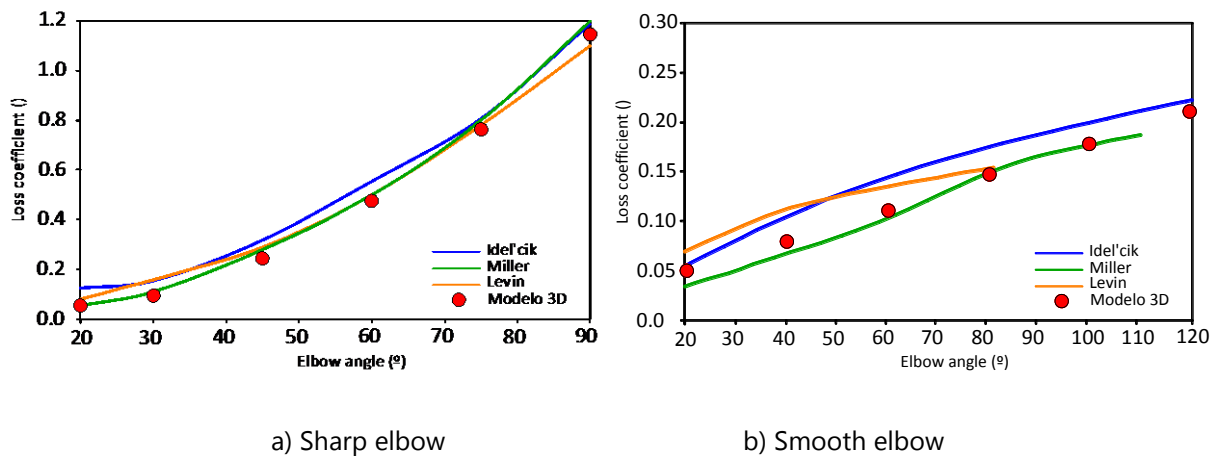 Loss coefficient ()
1.2
1.0
0.8
0.6
0.4
0.2
0.0
20 30 40 50 60 70 80 90
Elbow angle (º)
Idel'cik
Miller
Levin
Modelo 3D
Loss coefficient ()
0.30
0.25
0.20
0.15
0.10
0.05
0.00
20 30 40 50 60 70 80 90 100 110 120
Elbow angle (º)
Idel'cik
Miller
Levin
Modelo 3D
a) Sharp elbow
b) Smooth elbow